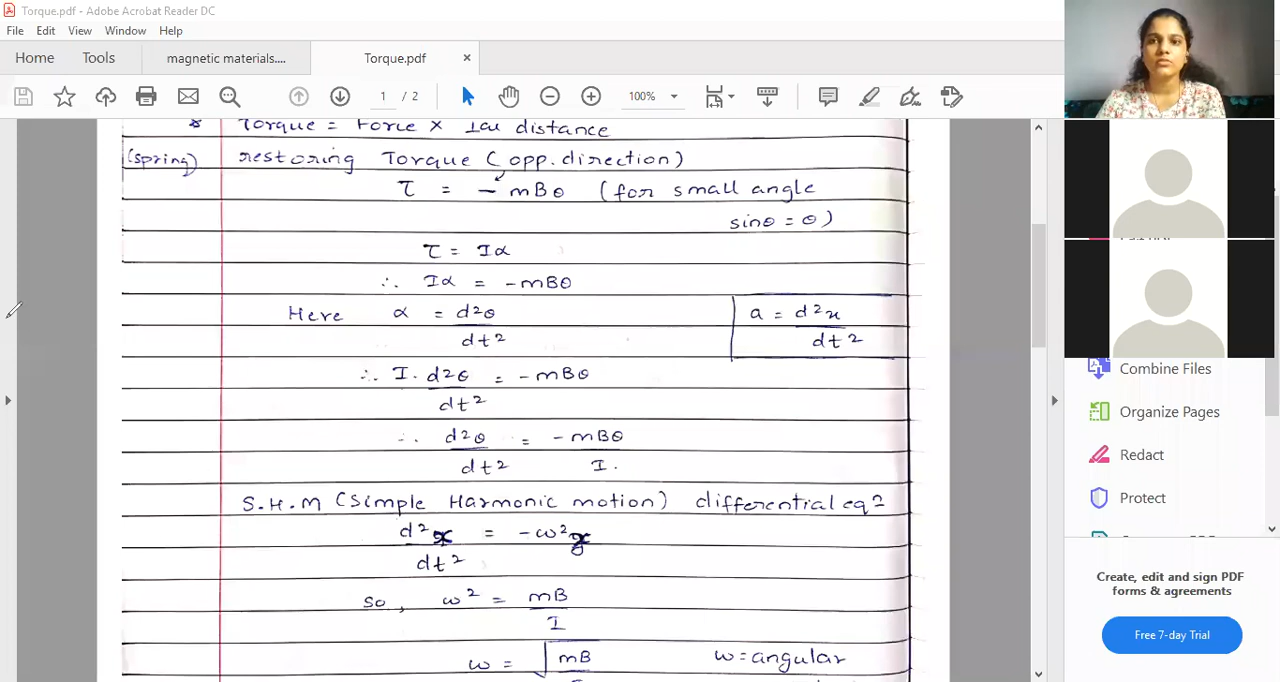 Torque.pdf - Adobe Acrobat Reader DC
File Edit View Window Help
Home Tools magnetic materials.... Torque.pdf ×
1 / 2 100%
* Torque = Force × 1ar distance
(spring) restoring Torque (opp. direction)
τ = - mBθ (for small angle
sinθ = θ)
τ = Iα
∴ Iα = -mBθ
Here α = d²θ a = d²x
dt² dt²
∴ I. d²θ = -mBθ
dt²
∴ d²θ = - mBθ
dt² I.
S.H.M (Simple Harmonic motion) differential eqⁿ
d²x = -ω²x
dt²
so, ω² = mB
I
ω = √mB ω = angular
Combine Files
Organize Pages
Redact
Protect
Create, edit and sign PDF
forms & agreements
Free 7-day Trial